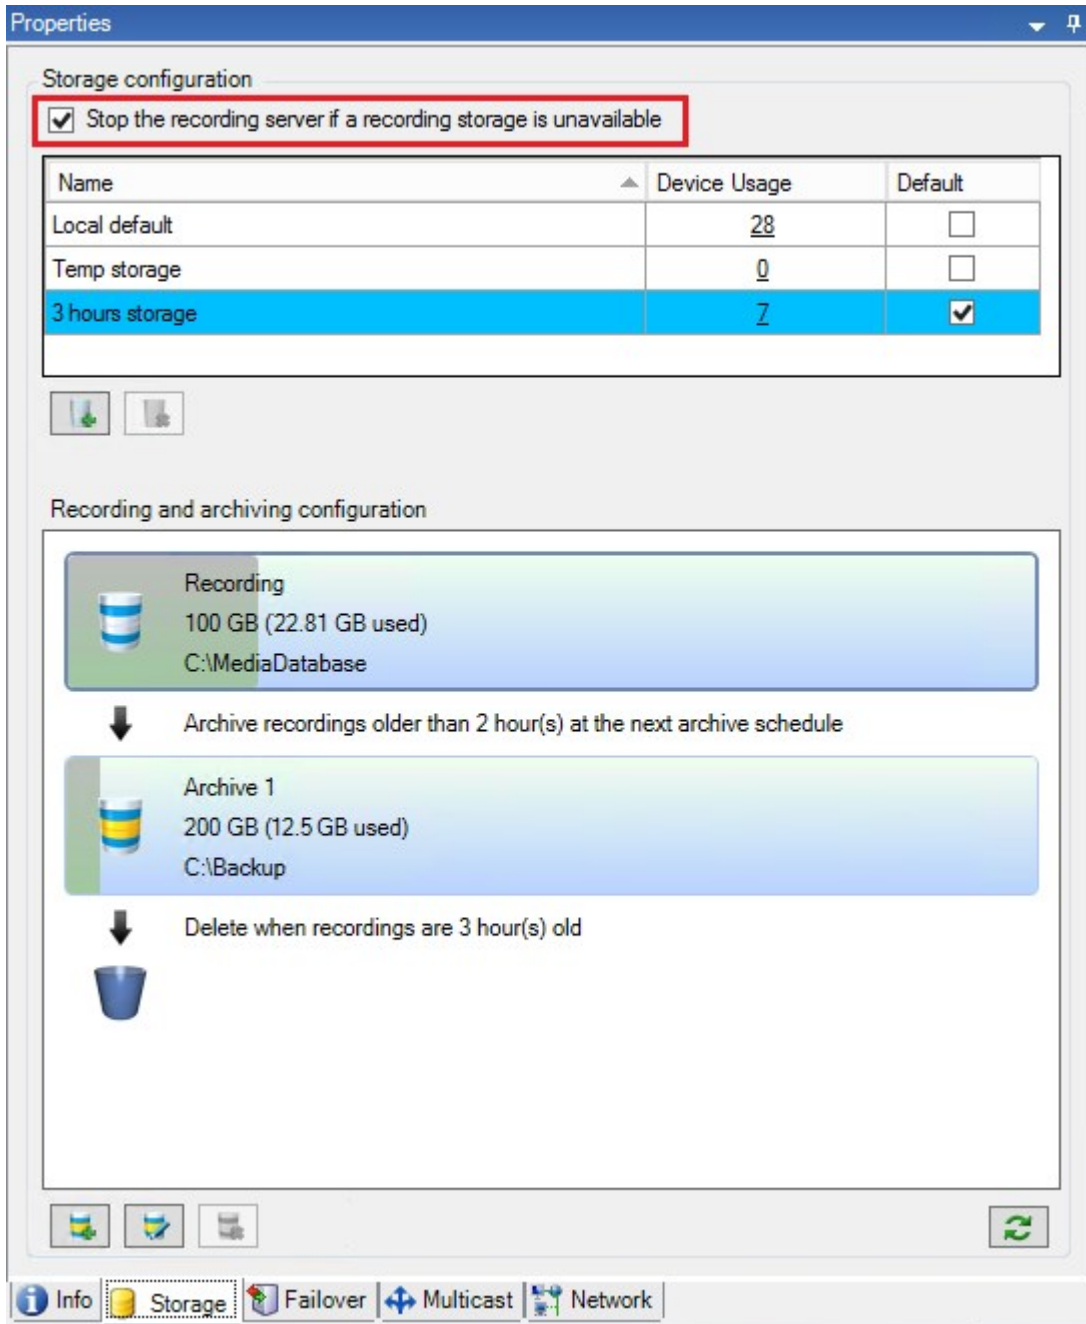 Properties
Storage configuration
Stop the recording server if a recording storage is unavailable
Name Device Usage Default
Local default 28
Temp storage 0
3 hours storage 7
Recording and archiving configuration
Recording
100 GB (22.81 GB used)
C:\MediaDatabase
Archive recordings older than 2 hour(s) at the next archive schedule
Archive 1
200 GB (12.5 GB used)
C:\Backup
Delete when recordings are 3 hour(s) old
Info Storage Failover Multicast Network